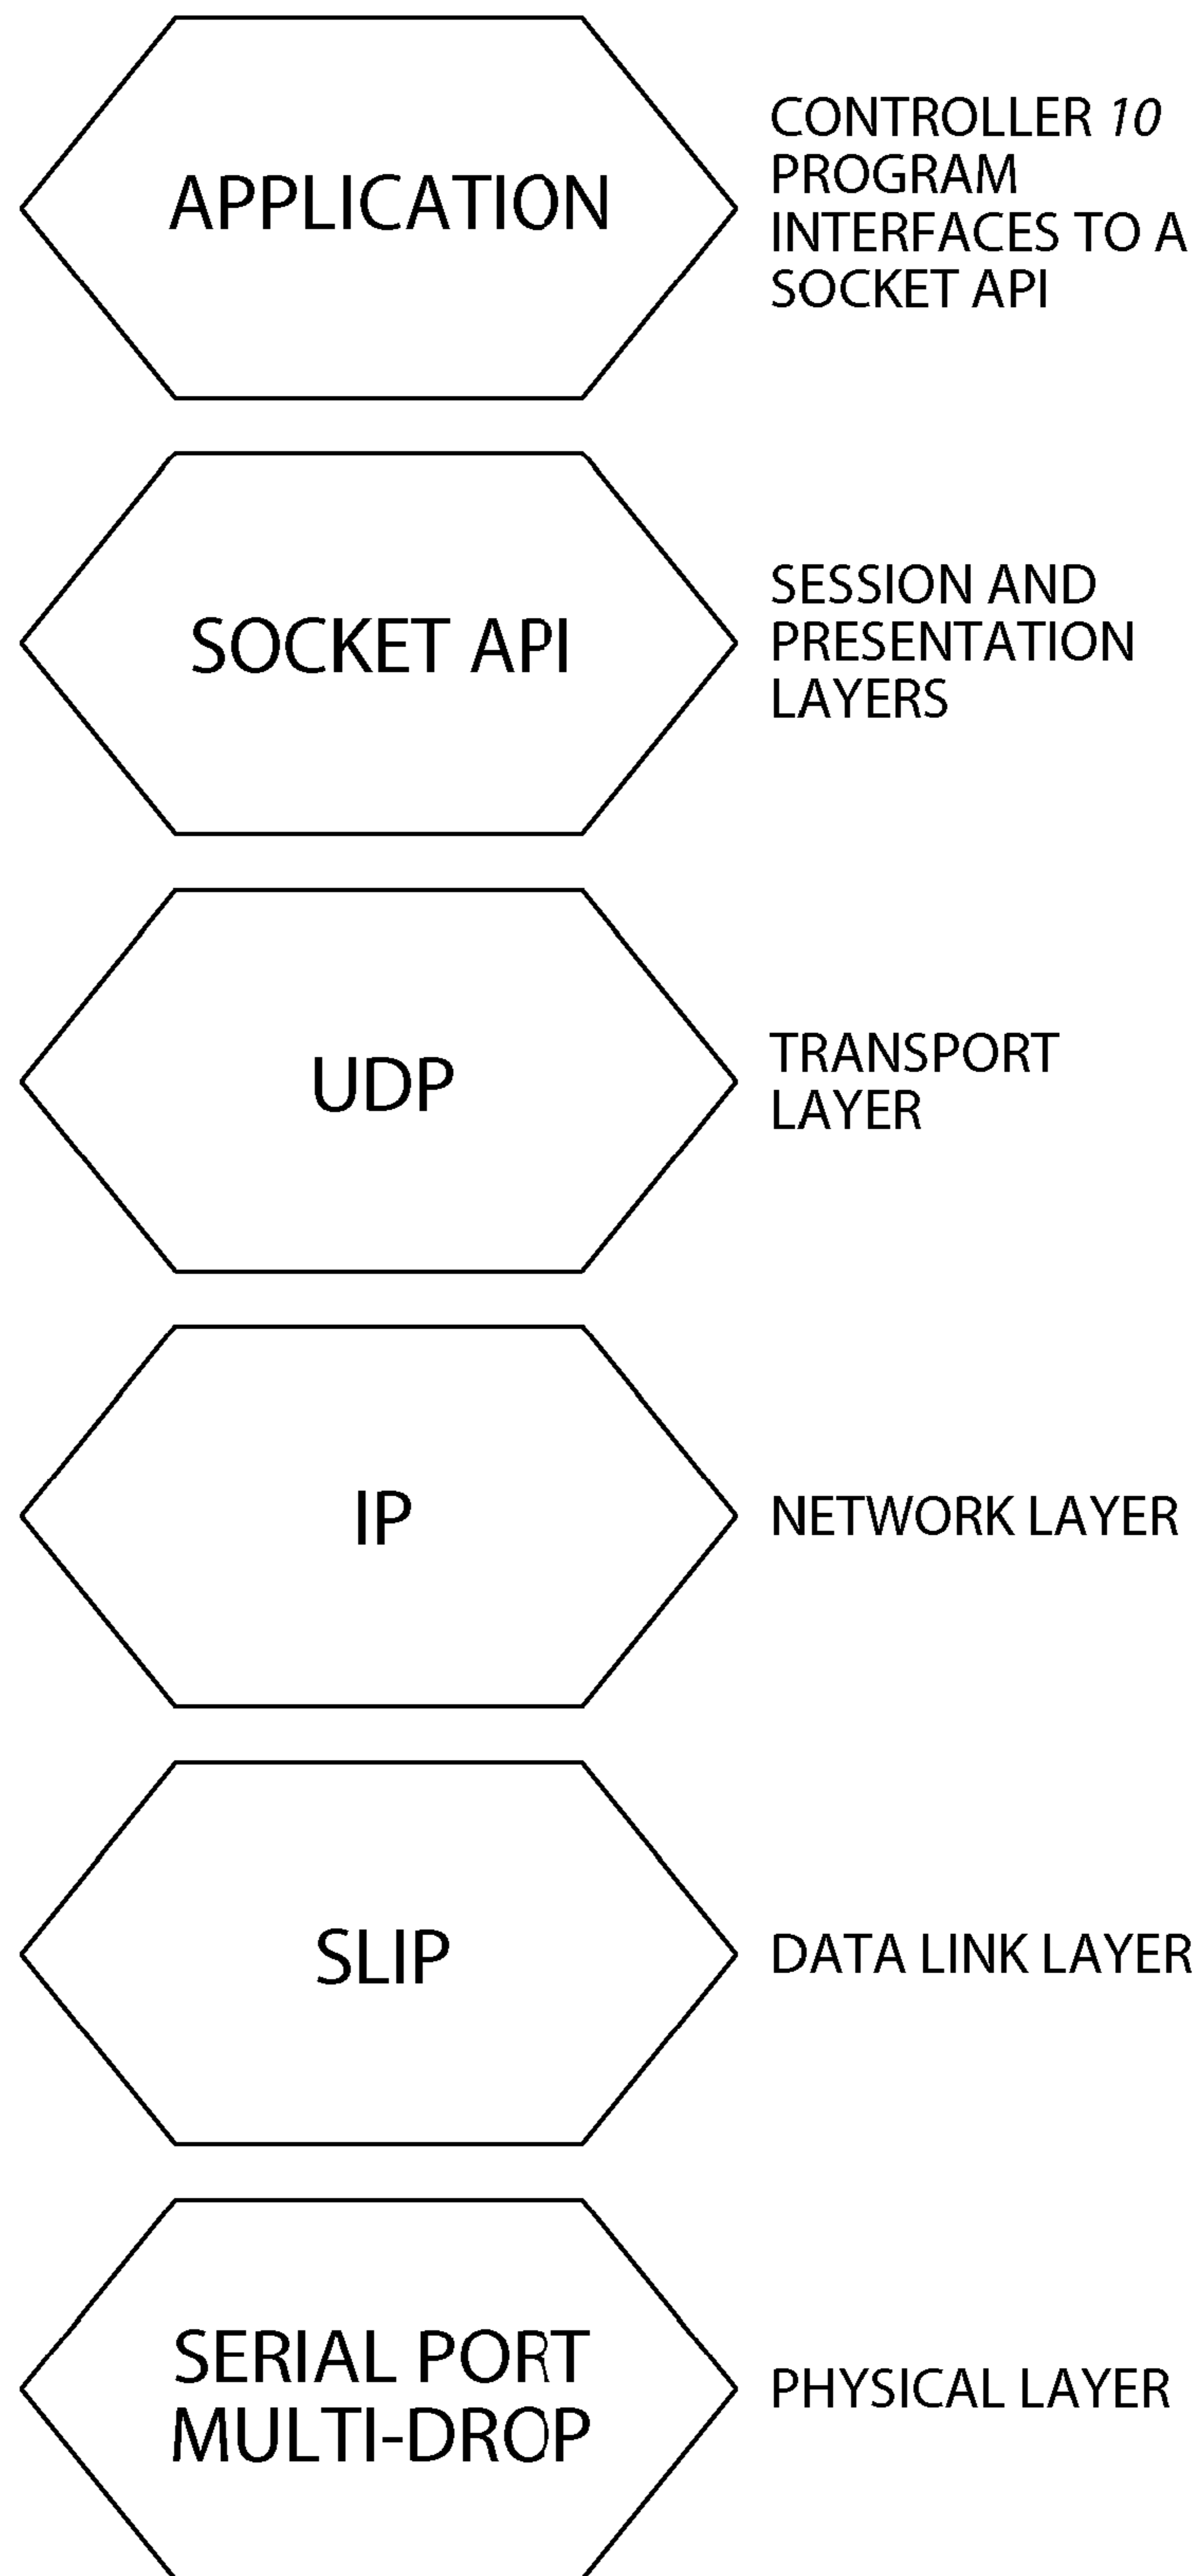 APPLICATION
CONTROLLER 10
PROGRAM
INTERFACES TO A
SOCKET API
SOCKET API
SESSION AND
PRESENTATION
LAYERS
UDP
TRANSPORT
LAYER
IP
NETWORK LAYER
SLIP
DATA LINK LAYER
SERIAL PORT
MULTI-DROP
PHYSICAL LAYER